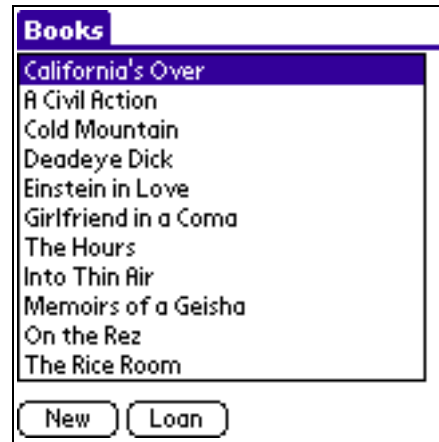 Books
California's Over
A Civil Action
Cold Mountain
Deadeye Dick
Einstein in Love
Girlfriend in a Coma
The Hours
Into Thin Air
Memoirs of a Geisha
On the Rez
The Rice Room
New Loan